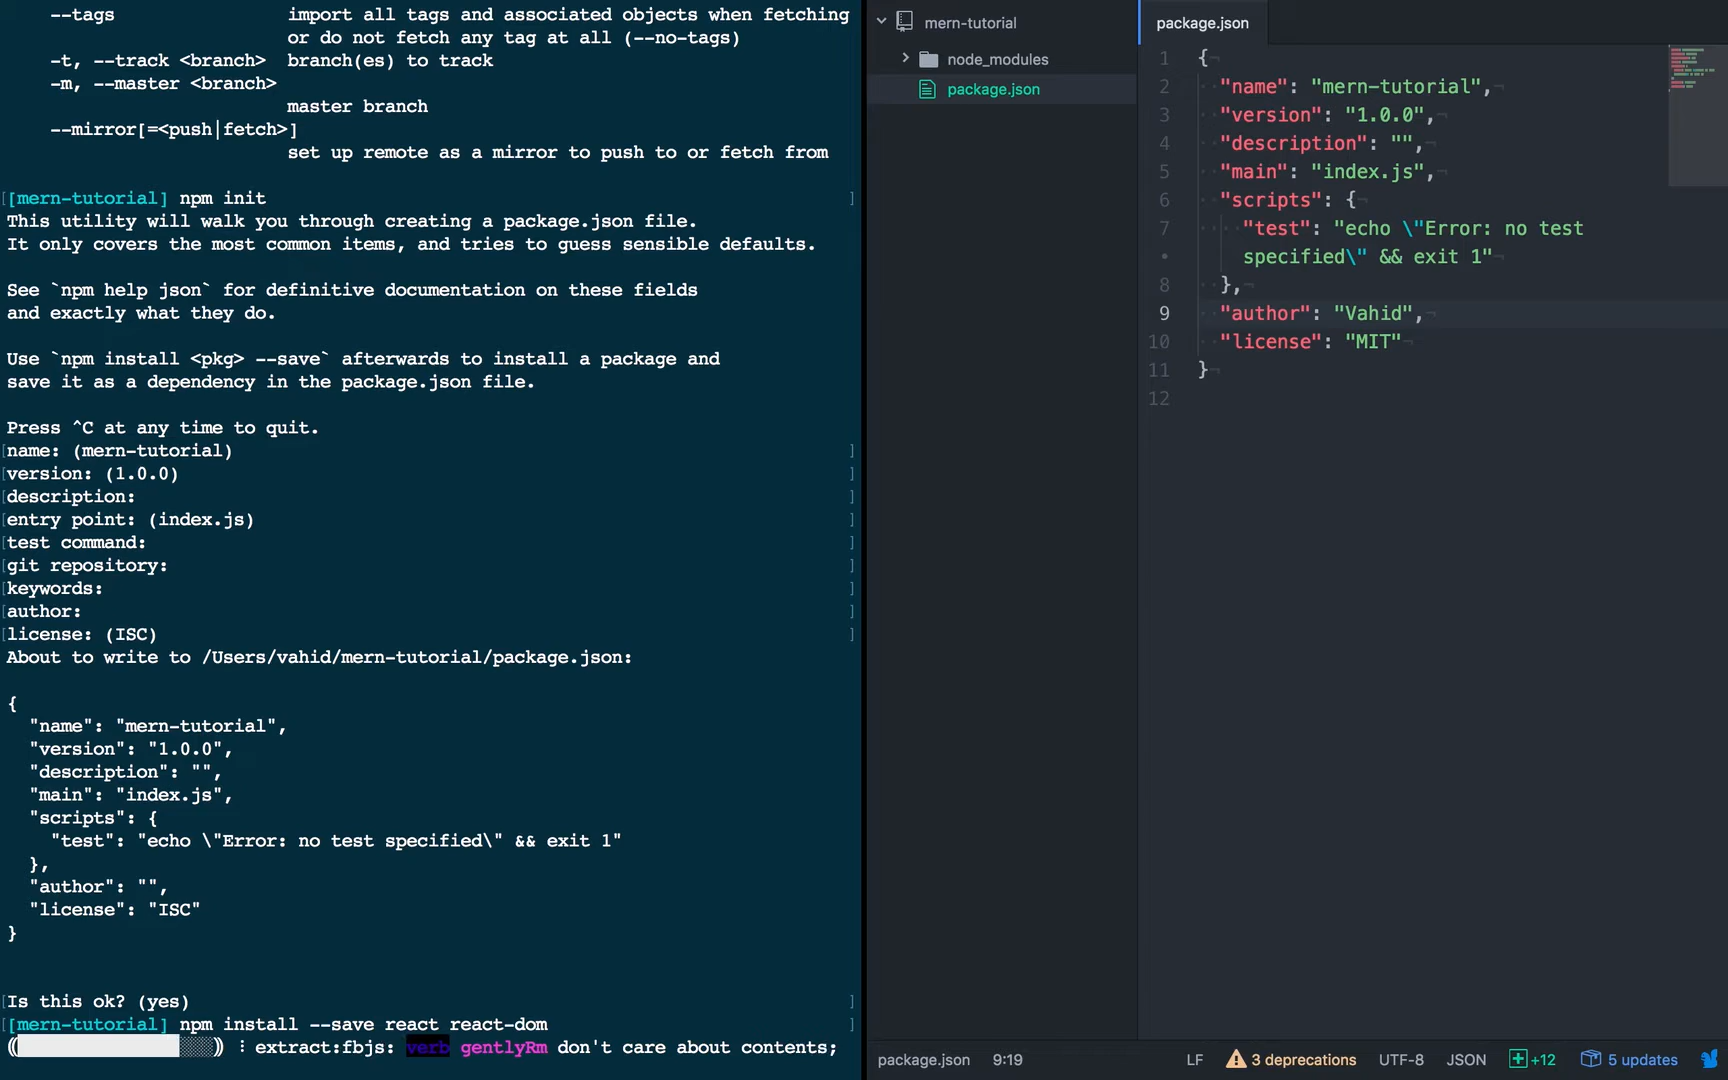 --tags import all tags and associated objects when fetching
or do not fetch any tag at all (--no-tags)
-t, --track <branch> branch(es) to track
-m, --master <branch>
master branch
--mirror[=<push|fetch>]
set up remote as a mirror to push to or fetch from
[[mern-tutorial] npm init ]
This utility will walk you through creating a package.json file.
It only covers the most common items, and tries to guess sensible defaults.
See `npm help json` for definitive documentation on these fields
and exactly what they do.
Use `npm install <pkg> --save` afterwards to install a package and
save it as a dependency in the package.json file.
Press ^C at any time to quit.
[name: (mern-tutorial) ]
[version: (1.0.0) ]
[description: ]
[entry point: (index.js) ]
[test command: ]
[git repository: ]
[keywords: ]
[author: ]
[license: (ISC) ]
About to write to /Users/vahid/mern-tutorial/package.json:
{
"name": "mern-tutorial",
"version": "1.0.0",
"description": "",
"main": "index.js",
"scripts": {
"test": "echo \"Error: no test specified\" && exit 1"
},
"author": "",
"license": "ISC"
}
[Is this ok? (yes) ]
[[mern-tutorial] npm install --save react react-dom ]
(( )) ⋮ extract:fbjs: verb gentlyRm don't care about contents;
mern-tutorial
node_modules
package.json
package.json
1 {
2 "name": "mern-tutorial",¬
3 "version": "1.0.0",¬
4 "description": "",¬
5 "main": "index.js",¬
6 "scripts": {¬
7 "test": "echo \"Error: no test
• specified\" && exit 1"¬
8 },¬
9 "author": "Vahid",¬
10 "license": "MIT"¬
11 }¬
12
package.json 9:19 LF 3 deprecations UTF-8 JSON +12 5 updates